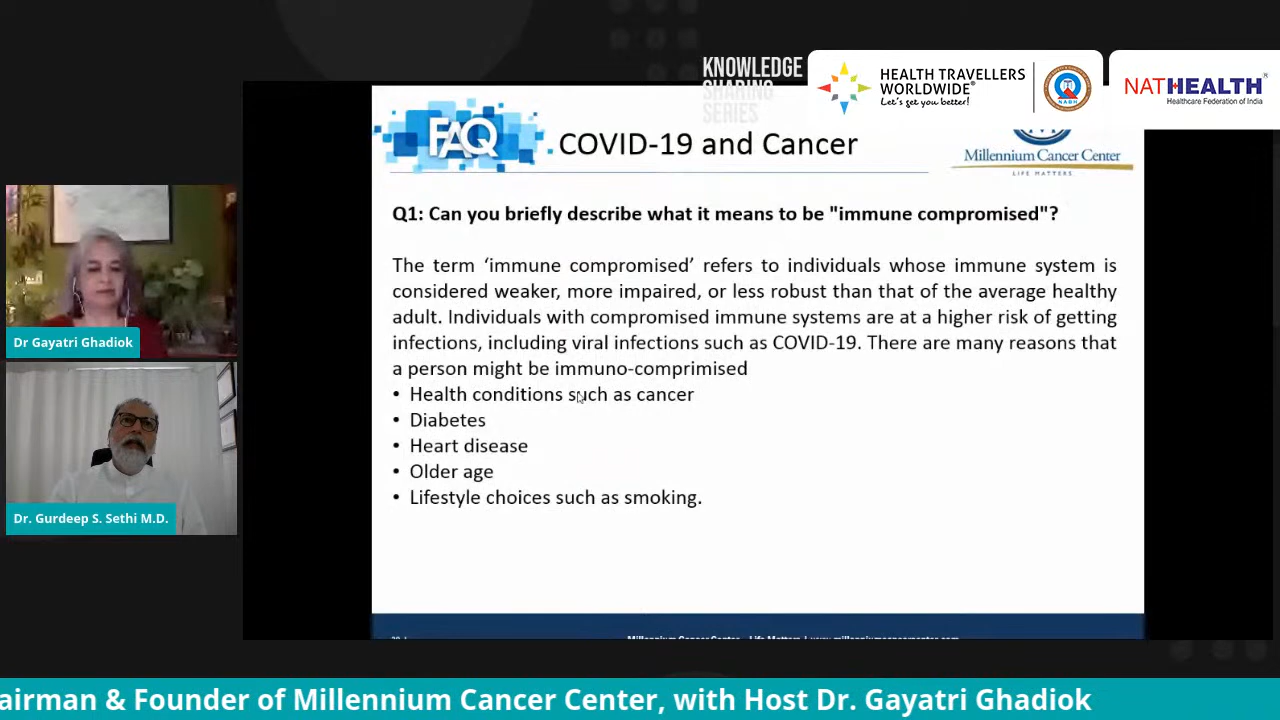 KNOWLEDGE
SHARING
SERIES
HEALTH TRAVELLERS
WORLDWIDE®
Let's get you better!
NABH
NATHEALTH®
Healthcare Federation of India
FAQ
COVID-19 and Cancer
Millennium Cancer Center
LIFE MATTERS
Q1: Can you briefly describe what it means to be "immune compromised"?
The term ‘immune compromised’ refers to individuals whose immune system is
considered weaker, more impaired, or less robust than that of the average healthy
adult. Individuals with compromised immune systems are at a higher risk of getting
infections, including viral infections such as COVID-19. There are many reasons that
a person might be immuno-comprimised
• Health conditions such as cancer
• Diabetes
• Heart disease
• Older age
• Lifestyle choices such as smoking.
Dr Gayatri Ghadiok
Dr. Gurdeep S. Sethi M.D.
airman & Founder of Millennium Cancer Center, with Host Dr. Gayatri Ghadiok